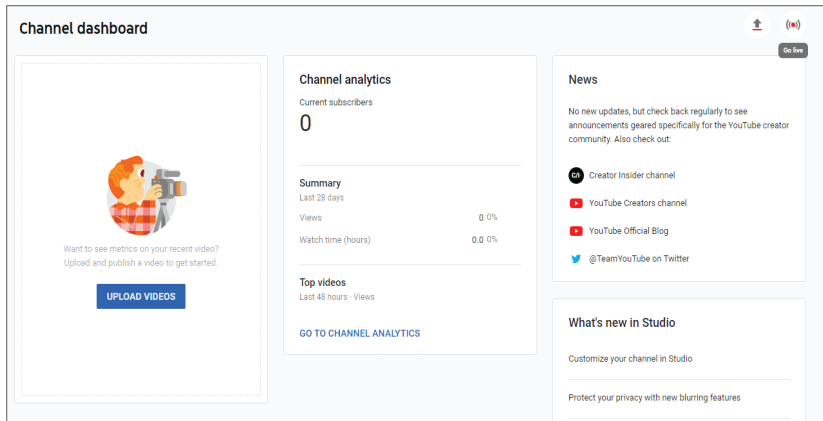 Channel dashboard
Go live
Want to see metrics on your recent video?
Upload and publish a video to get started.
UPLOAD VIDEOS
Channel analytics
Current subscribers
0
Summary
Last 28 days
Views 0 0%
Watch time (hours) 0.0 0%
Top videos
Last 48 hours · Views
GO TO CHANNEL ANALYTICS
News
No new updates, but check back regularly to see
announcements geared specifically for the YouTube creator
community. Also check out:
C/I Creator Insider channel
YouTube Creators channel
YouTube Official Blog
@TeamYouTube on Twitter
What's new in Studio
Customize your channel in Studio
Protect your privacy with new blurring features